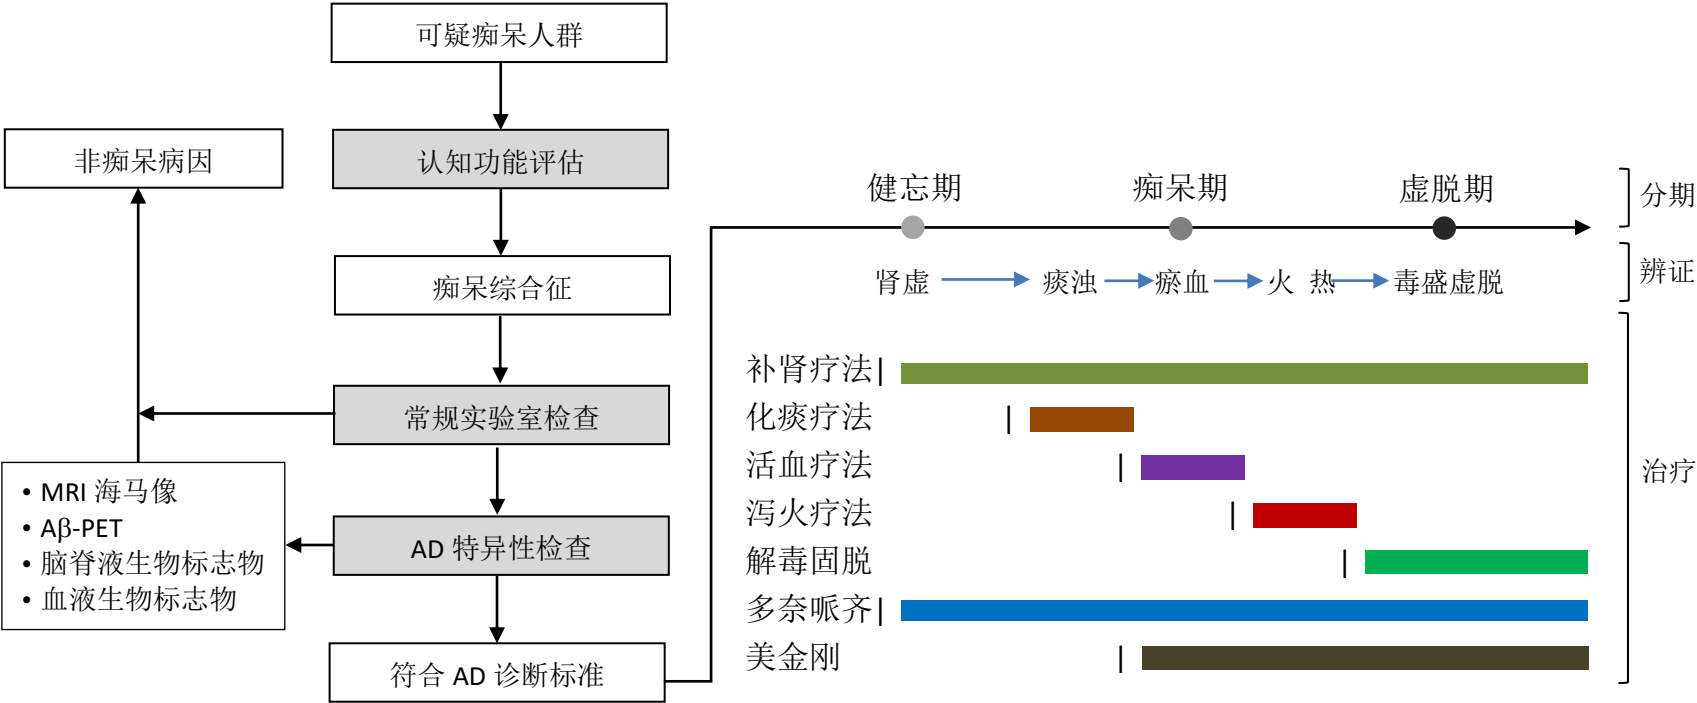 可疑痴呆人群
非痴呆病因
认知功能评估
痴呆综合征
常规实验室检查
• MRI 海马像
• Aβ-PET
• 脑脊液生物标志物
• 血液生物标志物
AD 特异性检查
符合 AD 诊断标准
健忘期 痴呆期 虚脱期
分期
肾虚 痰浊 瘀血 火 热 毒盛虚脱
辨证
补肾疗法|
化痰疗法 |
活血疗法 |
泻火疗法 |
解毒固脱 |
多奈哌齐|
美金刚 |
治疗